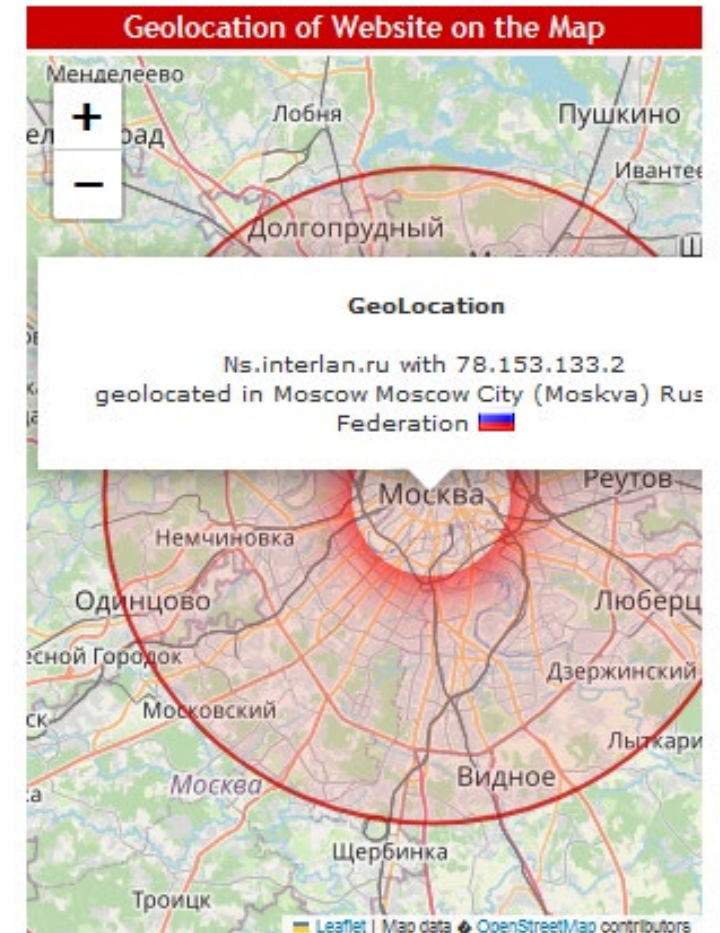 Geolocation of Website on the Map
Менделеево
+
Лобня
Пушкино
−
Долгопрудный
GeoLocation
Ns.interlan.ru with 78.153.133.2
geolocated in Moscow Moscow City (Moskva) Rus
Federation
Реутов
Москва
Немчиновка
Одинцово
Люберц
есной Городок
Дзержинский
Московский
Лыткари
Москва
Видное
Щербинка
Троицк
Leaflet | Map data © OpenStreetMap contributors